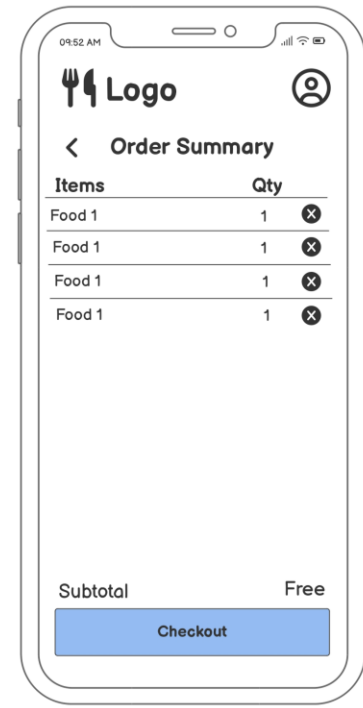 09:52 AM
Logo
Order Summary
Items Qty
Food 1 1
Food 1 1
Food 1 1
Food 1 1
Subtotal Free
Checkout